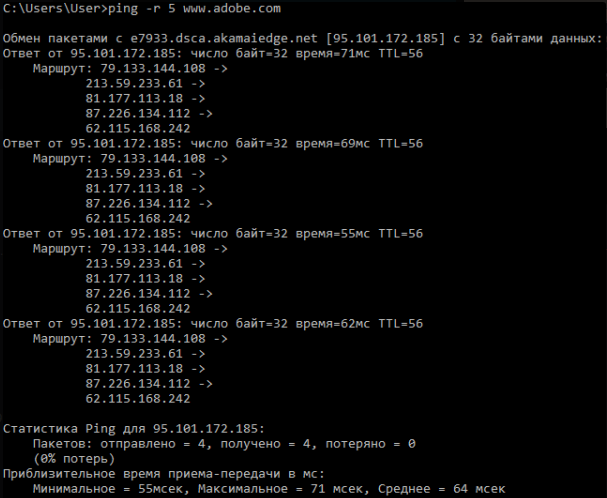 C:\Users\User>ping -r 5 www.adobe.com
Обмен пакетами с e7933.dsca.akamaiedge.net [95.101.172.185] с 32 байтами данных:
Ответ от 95.101.172.185: число байт=32 время=71мс TTL=56
Маршрут: 79.133.144.108 ->
213.59.233.61 ->
81.177.113.18 ->
87.226.134.112 ->
62.115.168.242
Ответ от 95.101.172.185: число байт=32 время=69мс TTL=56
Маршрут: 79.133.144.108 ->
213.59.233.61 ->
81.177.113.18 ->
87.226.134.112 ->
62.115.168.242
Ответ от 95.101.172.185: число байт=32 время=55мс TTL=56
Маршрут: 79.133.144.108 ->
213.59.233.61 ->
81.177.113.18 ->
87.226.134.112 ->
62.115.168.242
Ответ от 95.101.172.185: число байт=32 время=62мс TTL=56
Маршрут: 79.133.144.108 ->
213.59.233.61 ->
81.177.113.18 ->
87.226.134.112 ->
62.115.168.242
Статистика Ping для 95.101.172.185:
Пакетов: отправлено = 4, получено = 4, потеряно = 0
(0% потерь)
Приблизительное время приема-передачи в мс:
Минимальное = 55мсек, Максимальное = 71 мсек, Среднее = 64 мсек